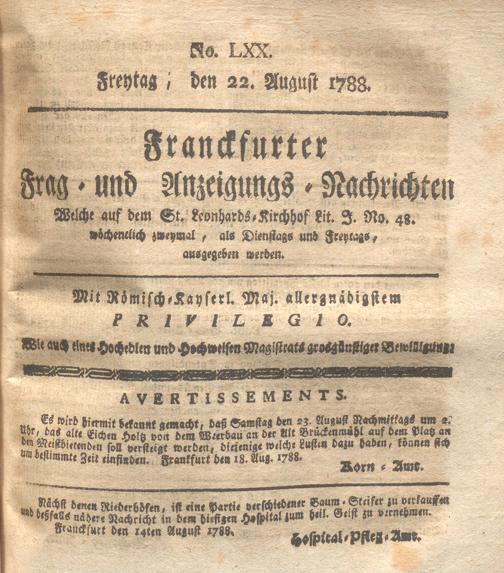 No. LXX.
Freytag, den 22. August 1788.
Franckfurter
Frag- und Anzeigungs-Nachrichten
Welche auf dem St. Leonhards-Kirchhof Lit. J. No. 48.
wöchentlich zweymal, als Dienstags und Freytags,
ausgegeben werden.
Mit Römisch-Kayserl. Maj. allergnädigstem
PRIVILEGIO.
Wie auch eines Hochedlen und Hochweisen Magistrats grosgünstiger Bewilligung:
AVERTISSEMENTS.
Es wird hiermit bekannt gemacht, daß Samstag den 23. August Nachmittags um 2.
Uhr, das alte Eichen Holtz von dem Weerbau an der Alt Brückenmühl auf dem Platz an
den Meistbietenden soll versteigt werden, diejenige welche Lusten dazu haben, können sich
um bestimmte Zeit einfinden. Frankfurt den 18. Aug. 1788.
Korn-Amt.
Nächst denen Riederhöfen, ist eine Partie verschiedener Baum-Steifer zu verkauffen
und deßfalls nähere Nachricht in dem hiesigen Hospital zum heil. Geist zu vernehmen.
Franckfurt den 14ten August 1788.
Hospital-Pfleg-Amt.